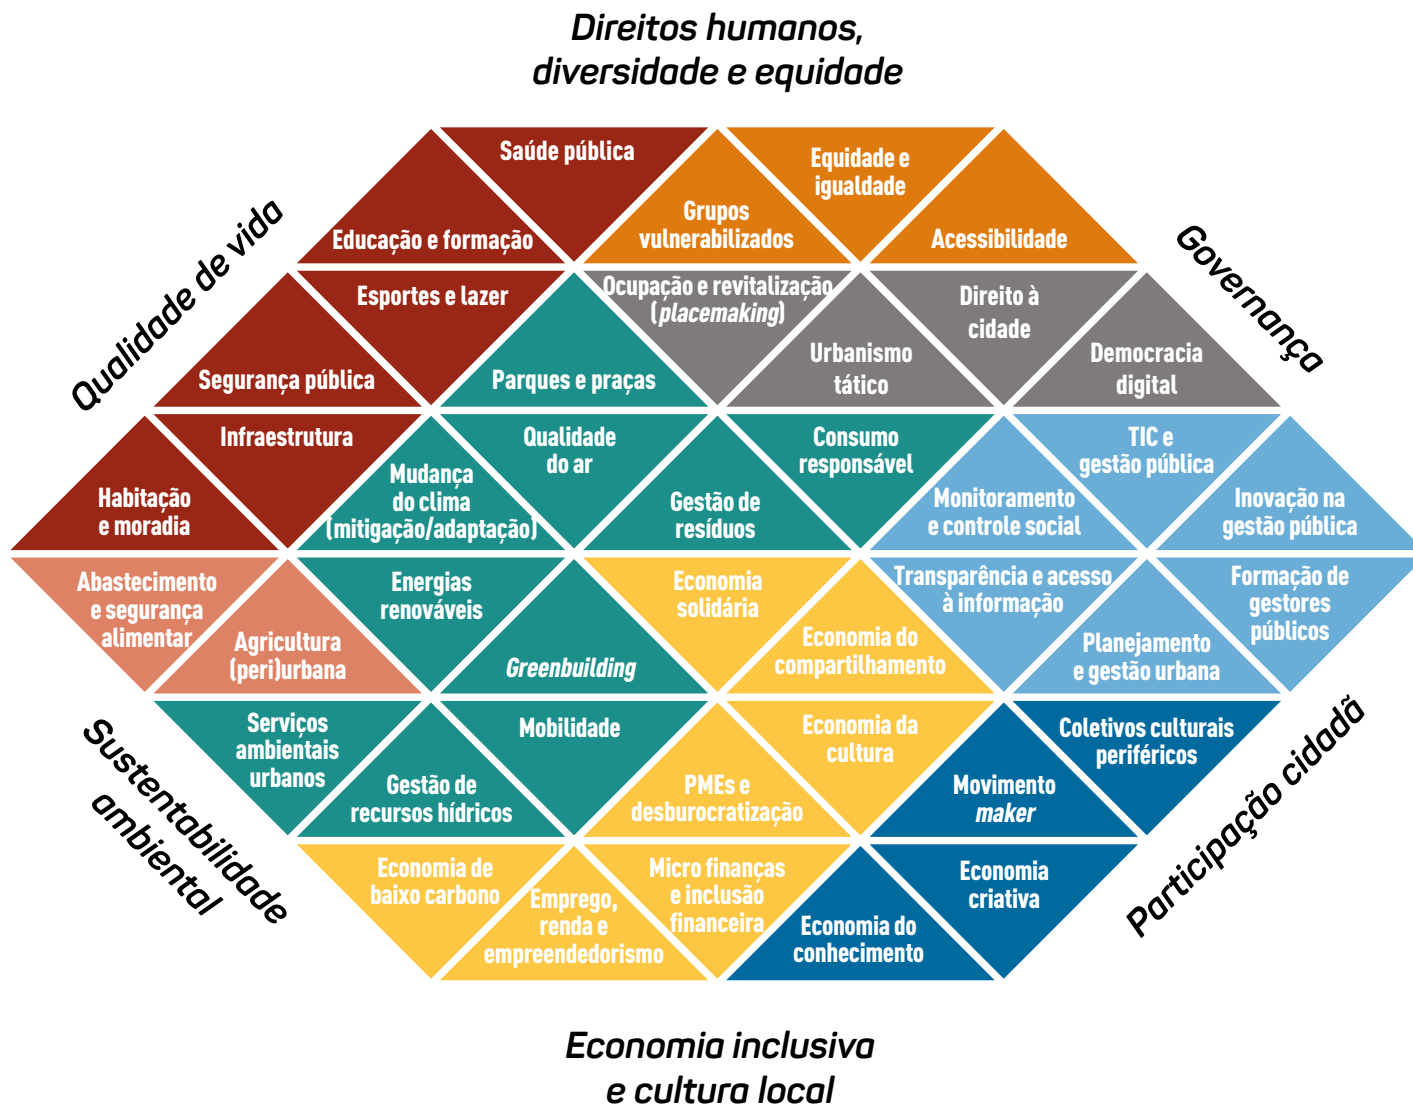 Direitos humanos,
diversidade e equidade
Qualidade de vida
Governança
Saúde pública
Educação e formação
Grupos
vulnerabilizados
Equidade e
igualdade
Acessibilidade
Segurança pública
Esportes e lazer
Parques e praças
Ocupação e revitalização
(placemaking)
Urbanismo
tático
Direito à
cidade
Democracia
digital
Habitação
e moradia
Infraestrutura
Mudança
do clima
(mitigação/adaptação)
Qualidade
do ar
Gestão de
resíduos
Consumo
responsável
Monitoramento
e controle social
TIC e
gestão pública
Inovação na
gestão pública
Abastecimento
e segurança
alimentar
Agricultura
(peri)urbana
Energias
renováveis
Greenbuilding
Economia
solidária
Economia do
compartilhamento
Transparência e acesso
à informação
Planejamento
e gestão urbana
Formação de
gestores
públicos
Serviços
ambientais
urbanos
Gestão de
recursos hídricos
Mobilidade
PMEs e
desburocratização
Economia da
cultura
Movimento
maker
Coletivos culturais
periféricos
Economia de
baixo carbono
Emprego,
renda e
empreendedorismo
Micro finanças
e inclusão
financeira
Economia do
conhecimento
Economia
criativa
Sustentabilidade
ambiental
Participação cidadã
Economia inclusiva
e cultura local